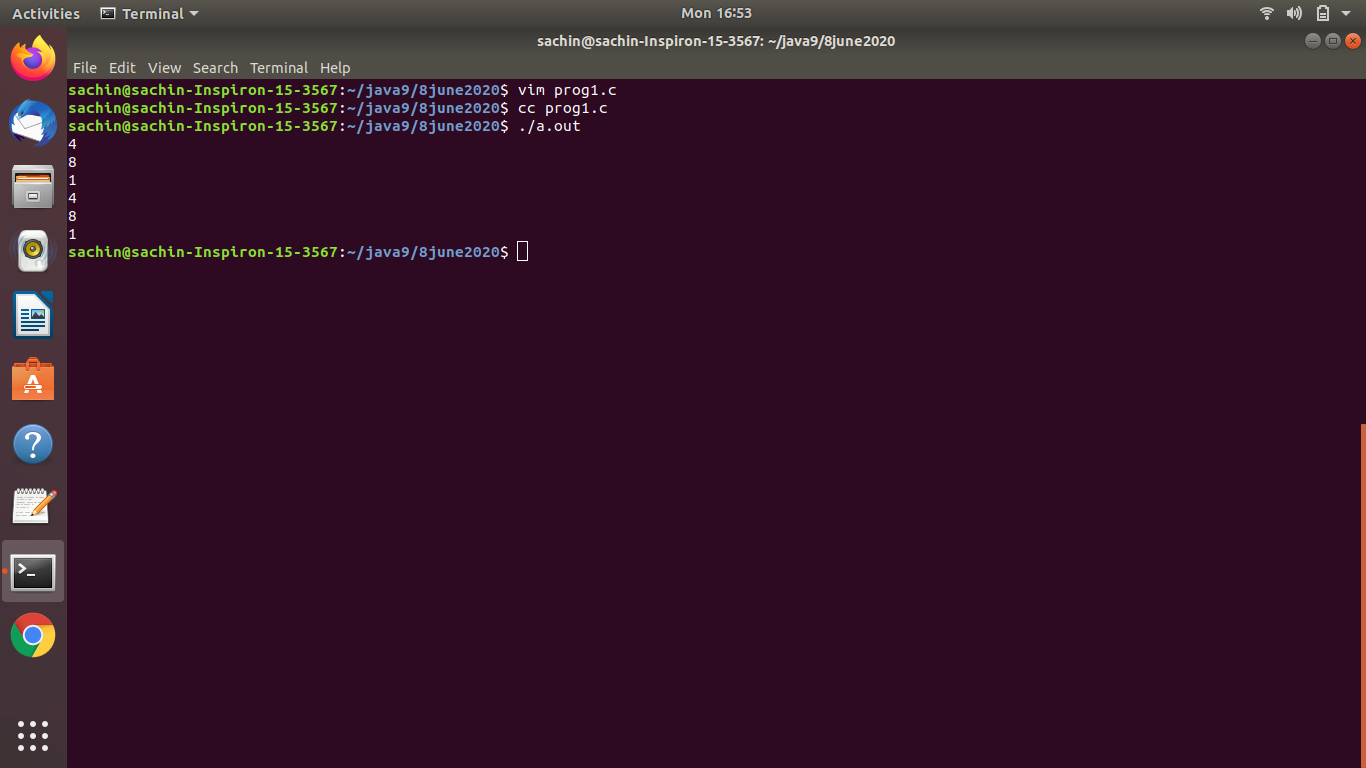 Activities Terminal Mon 16:53
sachin@sachin-Inspiron-15-3567: ~/java9/8june2020
File Edit View Search Terminal Help
sachin@sachin-Inspiron-15-3567:~/java9/8june2020$ vim prog1.c
sachin@sachin-Inspiron-15-3567:~/java9/8june2020$ cc prog1.c
sachin@sachin-Inspiron-15-3567:~/java9/8june2020$ ./a.out
4
8
1
4
8
1
sachin@sachin-Inspiron-15-3567:~/java9/8june2020$